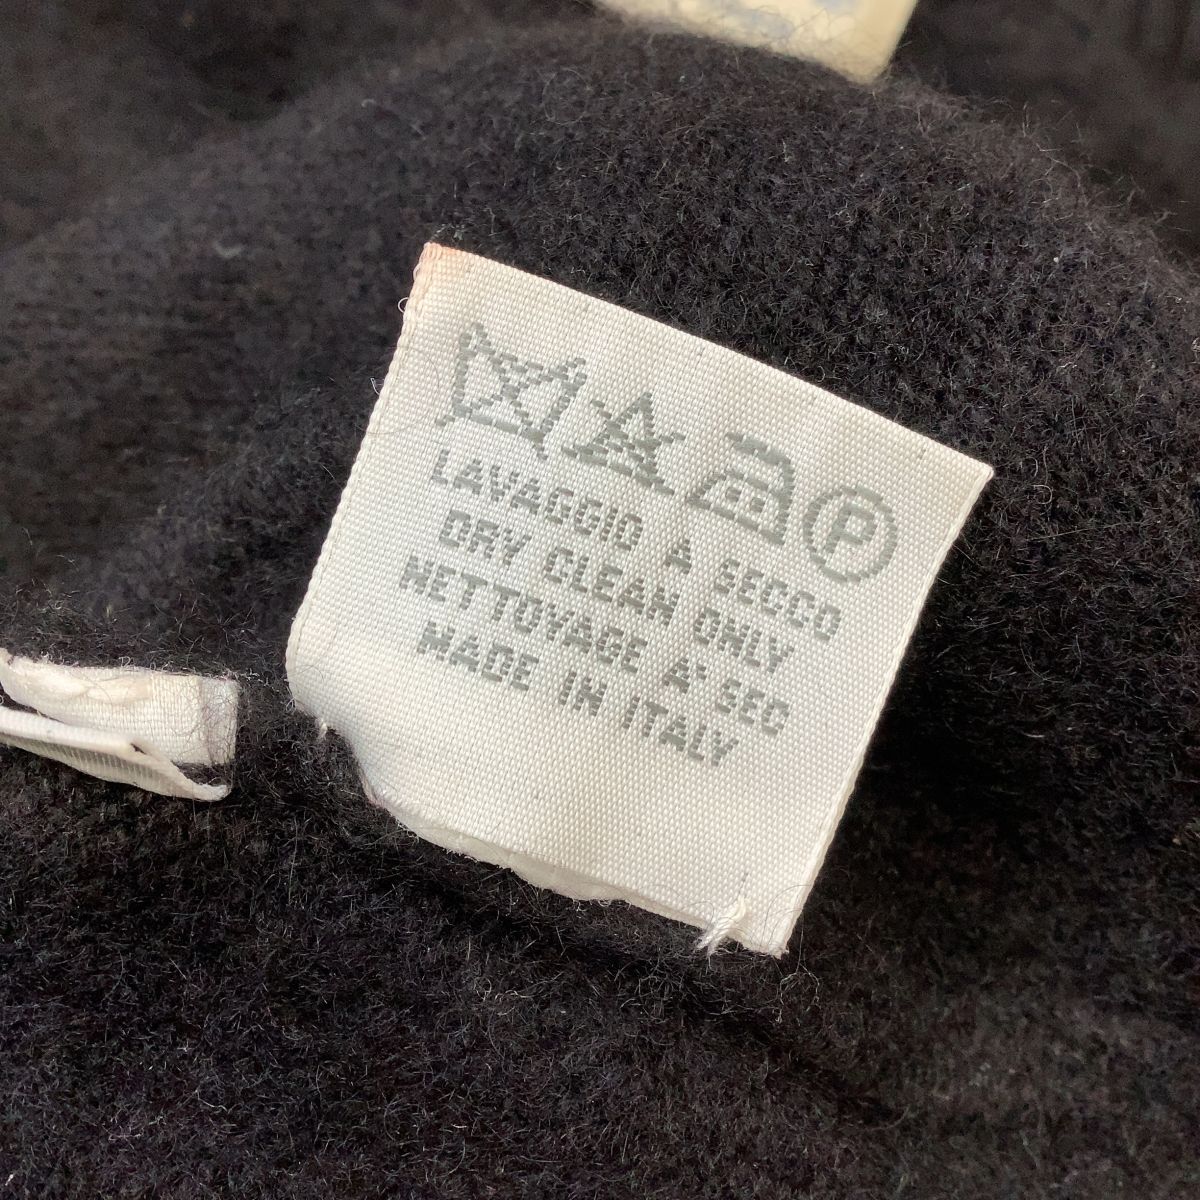 P
LAVAGGIO A SECCO
DRY CLEAN ONLY
NETTOYAGE A' SEC
MADE IN ITALY